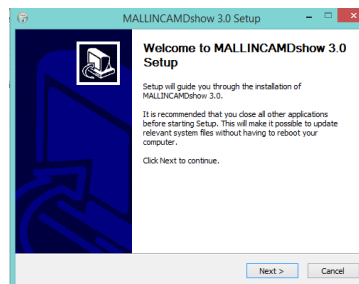 MALLINCAMDshow 3.0 Setup
Welcome to MALLINCAMDshow 3.0
Setup
Setup will guide you through the installation of
MALLINCAMDshow 3.0.
It is recommended that you close all other applications
before starting Setup. This will make it possible to update
relevant system files without having to reboot your
computer.
Click Next to continue.
Next >
Cancel